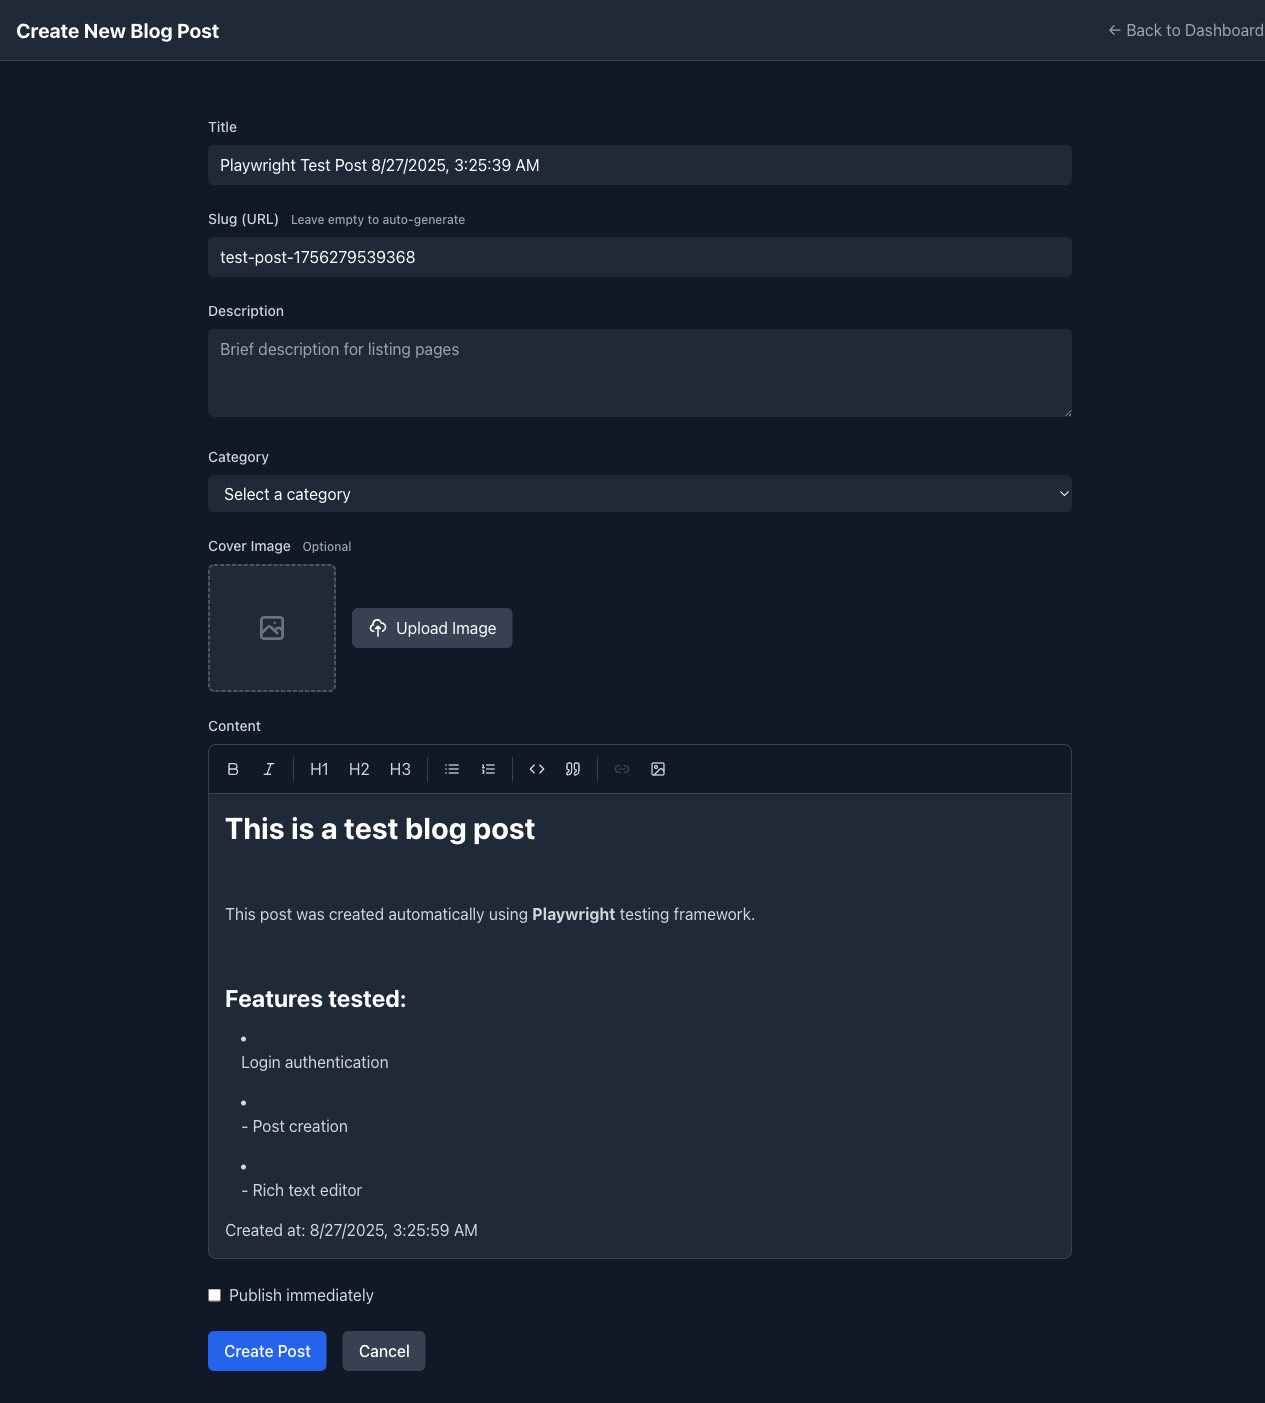 Create New Blog Post
← Back to Dashboard
Title
Playwright Test Post 8/27/2025, 3:25:39 AM
Slug (URL) Leave empty to auto-generate
test-post-1756279539368
Description
Brief description for listing pages
Category
Select a category
Cover Image Optional
Upload Image
Content
B I H1 H2 H3
This is a test blog post
This post was created automatically using Playwright testing framework.
Features tested:
•
Login authentication
•
- Post creation
•
- Rich text editor
Created at: 8/27/2025, 3:25:59 AM
Publish immediately
Create Post Cancel